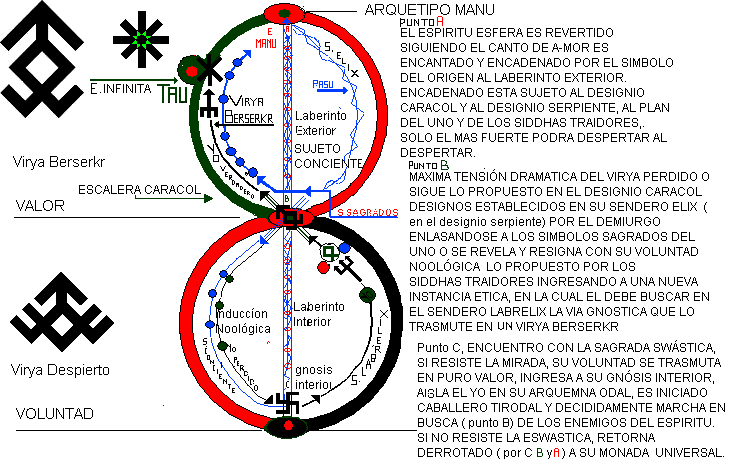 ARQUETIPO MANU
PUNTO A
EL ESPIRITU ESFERA ES REVERTIDO
SIGUIENDO EL CANTO DE A-MOR ES
ENCANTADO Y ENCADENADO POR EL SIMBOLO
DEL ORIGEN AL LABERINTO EXTERIOR.
ENCADENADO ESTA SUJETO AL DESIGNIO
CARACOL Y AL DESIGNIO SERPIENTE, AL PLAN
DEL UNO Y DE LOS SIDDHAS TRAIDORES,.
SOLO EL MAS FUERTE PODRA DESPERTAR AL
DESPERTAR.
PUNTO B
MAXIMA TENSIÓN DRAMATICA DEL VIRYA PERDIDO O
SIGUE LO PROPUESTO EN EL DESIGNIO CARACOL
DESIGNOS ESTABLECIDOS EN SU SENDERO ELIX (
en el designio serpiente) POR EL DEMIURGO
ENLASANDOSE A LOS SIMBOLOS SAGRADOS DEL
UNO O SE REVELA Y RESIGNA CON SU VOLUNTAD
NOOLÓGICA LO PROPUESTO POR LOS
SIDDHAS TRAIDORES INGRESANDO A UNA NUEVA
INSTANCIA ETICA, EN LA CUAL EL DEBE BUSCAR EN
EL SENDERO LABRELIX LA VIA GNOSTICA QUE LO
TRASMUTE EN UN VIRYA BERSERKR
Punto C, ENCUENTRO CON LA SAGRADA SWÁSTICA,
SI RESISTE LA MIRADA, SU VOLUNTAD SE TRASMUTA
EN PURO VALOR, INGRESA A SU GNÓSIS INTERIOR,
AISLA EL YO EN SU ARQUEMNA ODAL, ES INICIADO
CABALLERO TIRODAL Y DECIDIDAMENTE MARCHA EN
BUSCA ( punto B) DE LOS ENEMIGOS DEL ESPIRITU.
SI NO RESISTE LA ESWASTICA, RETORNA
DERROTADO ( por C B y A) A SU MONADA UNIVERSAL.
E. INFINITA
TAU
Virya Berserkr
ESCALERA CARACOL
VALOR
Virya Despierto
VOLUNTAD
E
MANU
A
S. ELIX
PASU
VIRYA
BERSERKR
Laberinto
Exterior
SUJETO
CONCIENTE
YO VERDADERO
B
S SAGRADOS
Inducción
Noológica
Laberinto
Interior
gnosis
interior
YO PERDIDO
S CONCIENTE
S. LABRELIX
C